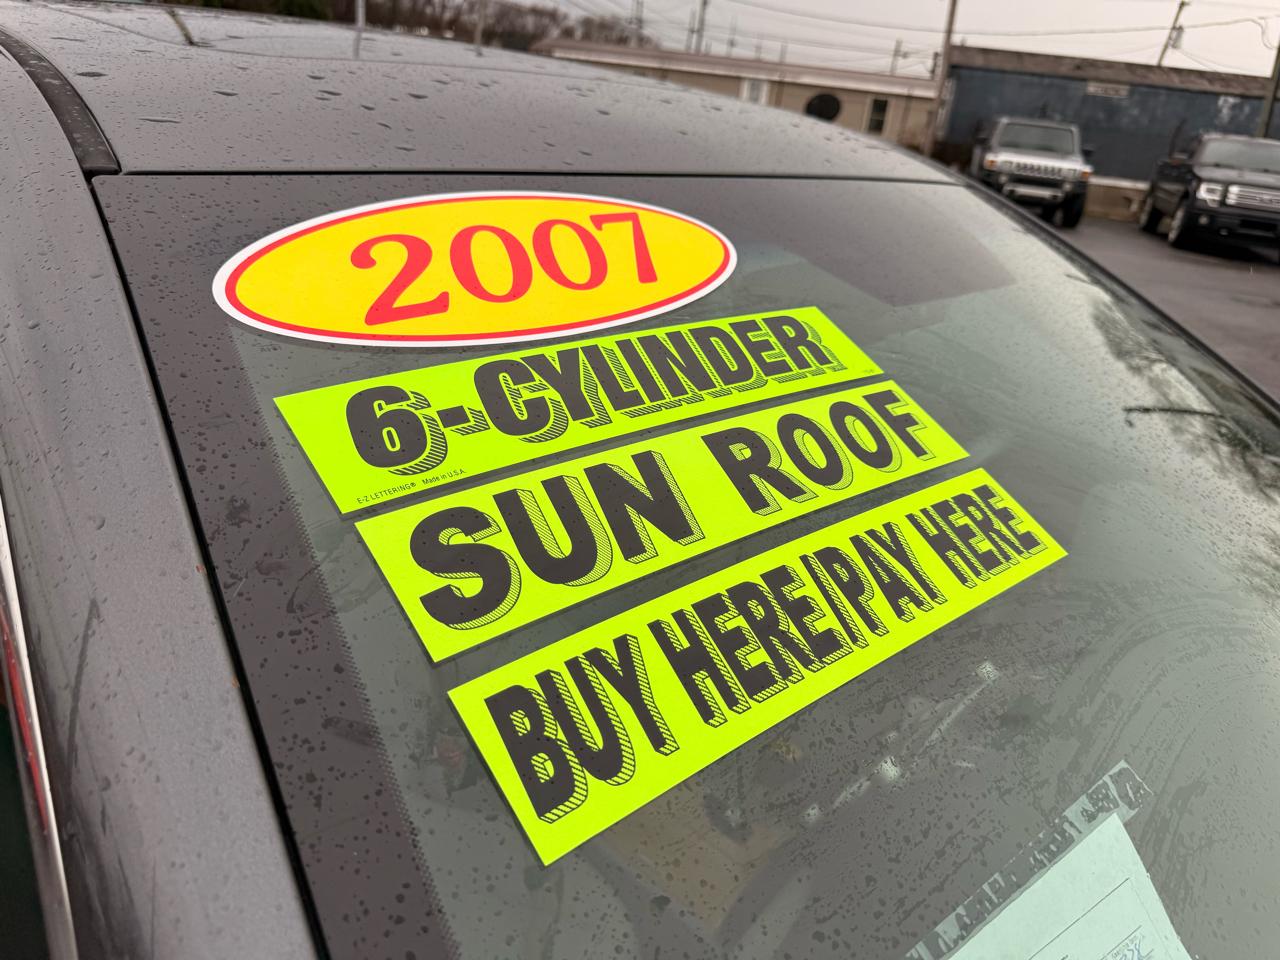 2007
6-CYLINDER
E-Z LETTERING® Made in U.S.A.
SUN ROOF
BUY HERE/PAY HERE